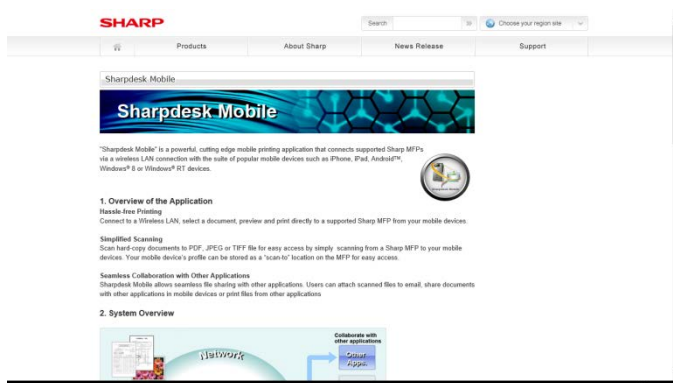 SHARP
Search
Choose your region site
Products About Sharp News Release Support
Sharpdesk Mobile
Sharpdesk Mobile
"Sharpdesk Mobile" is a powerful, cutting edge mobile printing application that connects supported Sharp MFPs
via a wireless LAN connection with the suite of popular mobile devices such as iPhone, iPad, Android™,
Windows® 8 or Windows® RT devices.
1. Overview of the Application
Hassle-free Printing
Connect to a Wireless LAN, select a document, preview and print directly to a supported Sharp MFP from your mobile devices.
Simplified Scanning
Scan hard-copy documents to PDF, JPEG or TIFF file for easy access by simply scanning from a Sharp MFP to your mobile
devices. Your mobile device's profile can be stored as a "scan-to" location on the MFP for easy access.
Seamless Collaboration with Other Applications
Sharpdesk Mobile allows seamless file sharing with other applications. Users can attach scanned files to email, share documents
with other applications in mobile devices or print files from other applications
2. System Overview
Collaborate with
other applications
Network
Other
Apps.